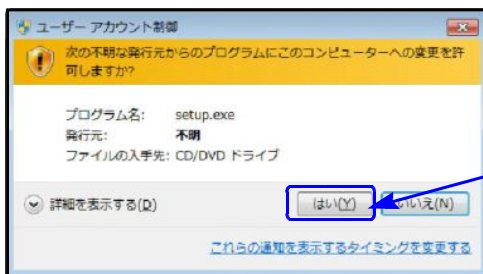 ユーザー アカウント制御
次の不明な発行元からのプログラムにこのコンピューターへの変更を許
可しますか?
プログラム名: setup.exe
発行元: 不明
ファイルの入手先: CD/DVD ドライブ
詳細を表示する(D) はい(Y) いいえ(N)
これらの通知を表示するタイミングを変更する